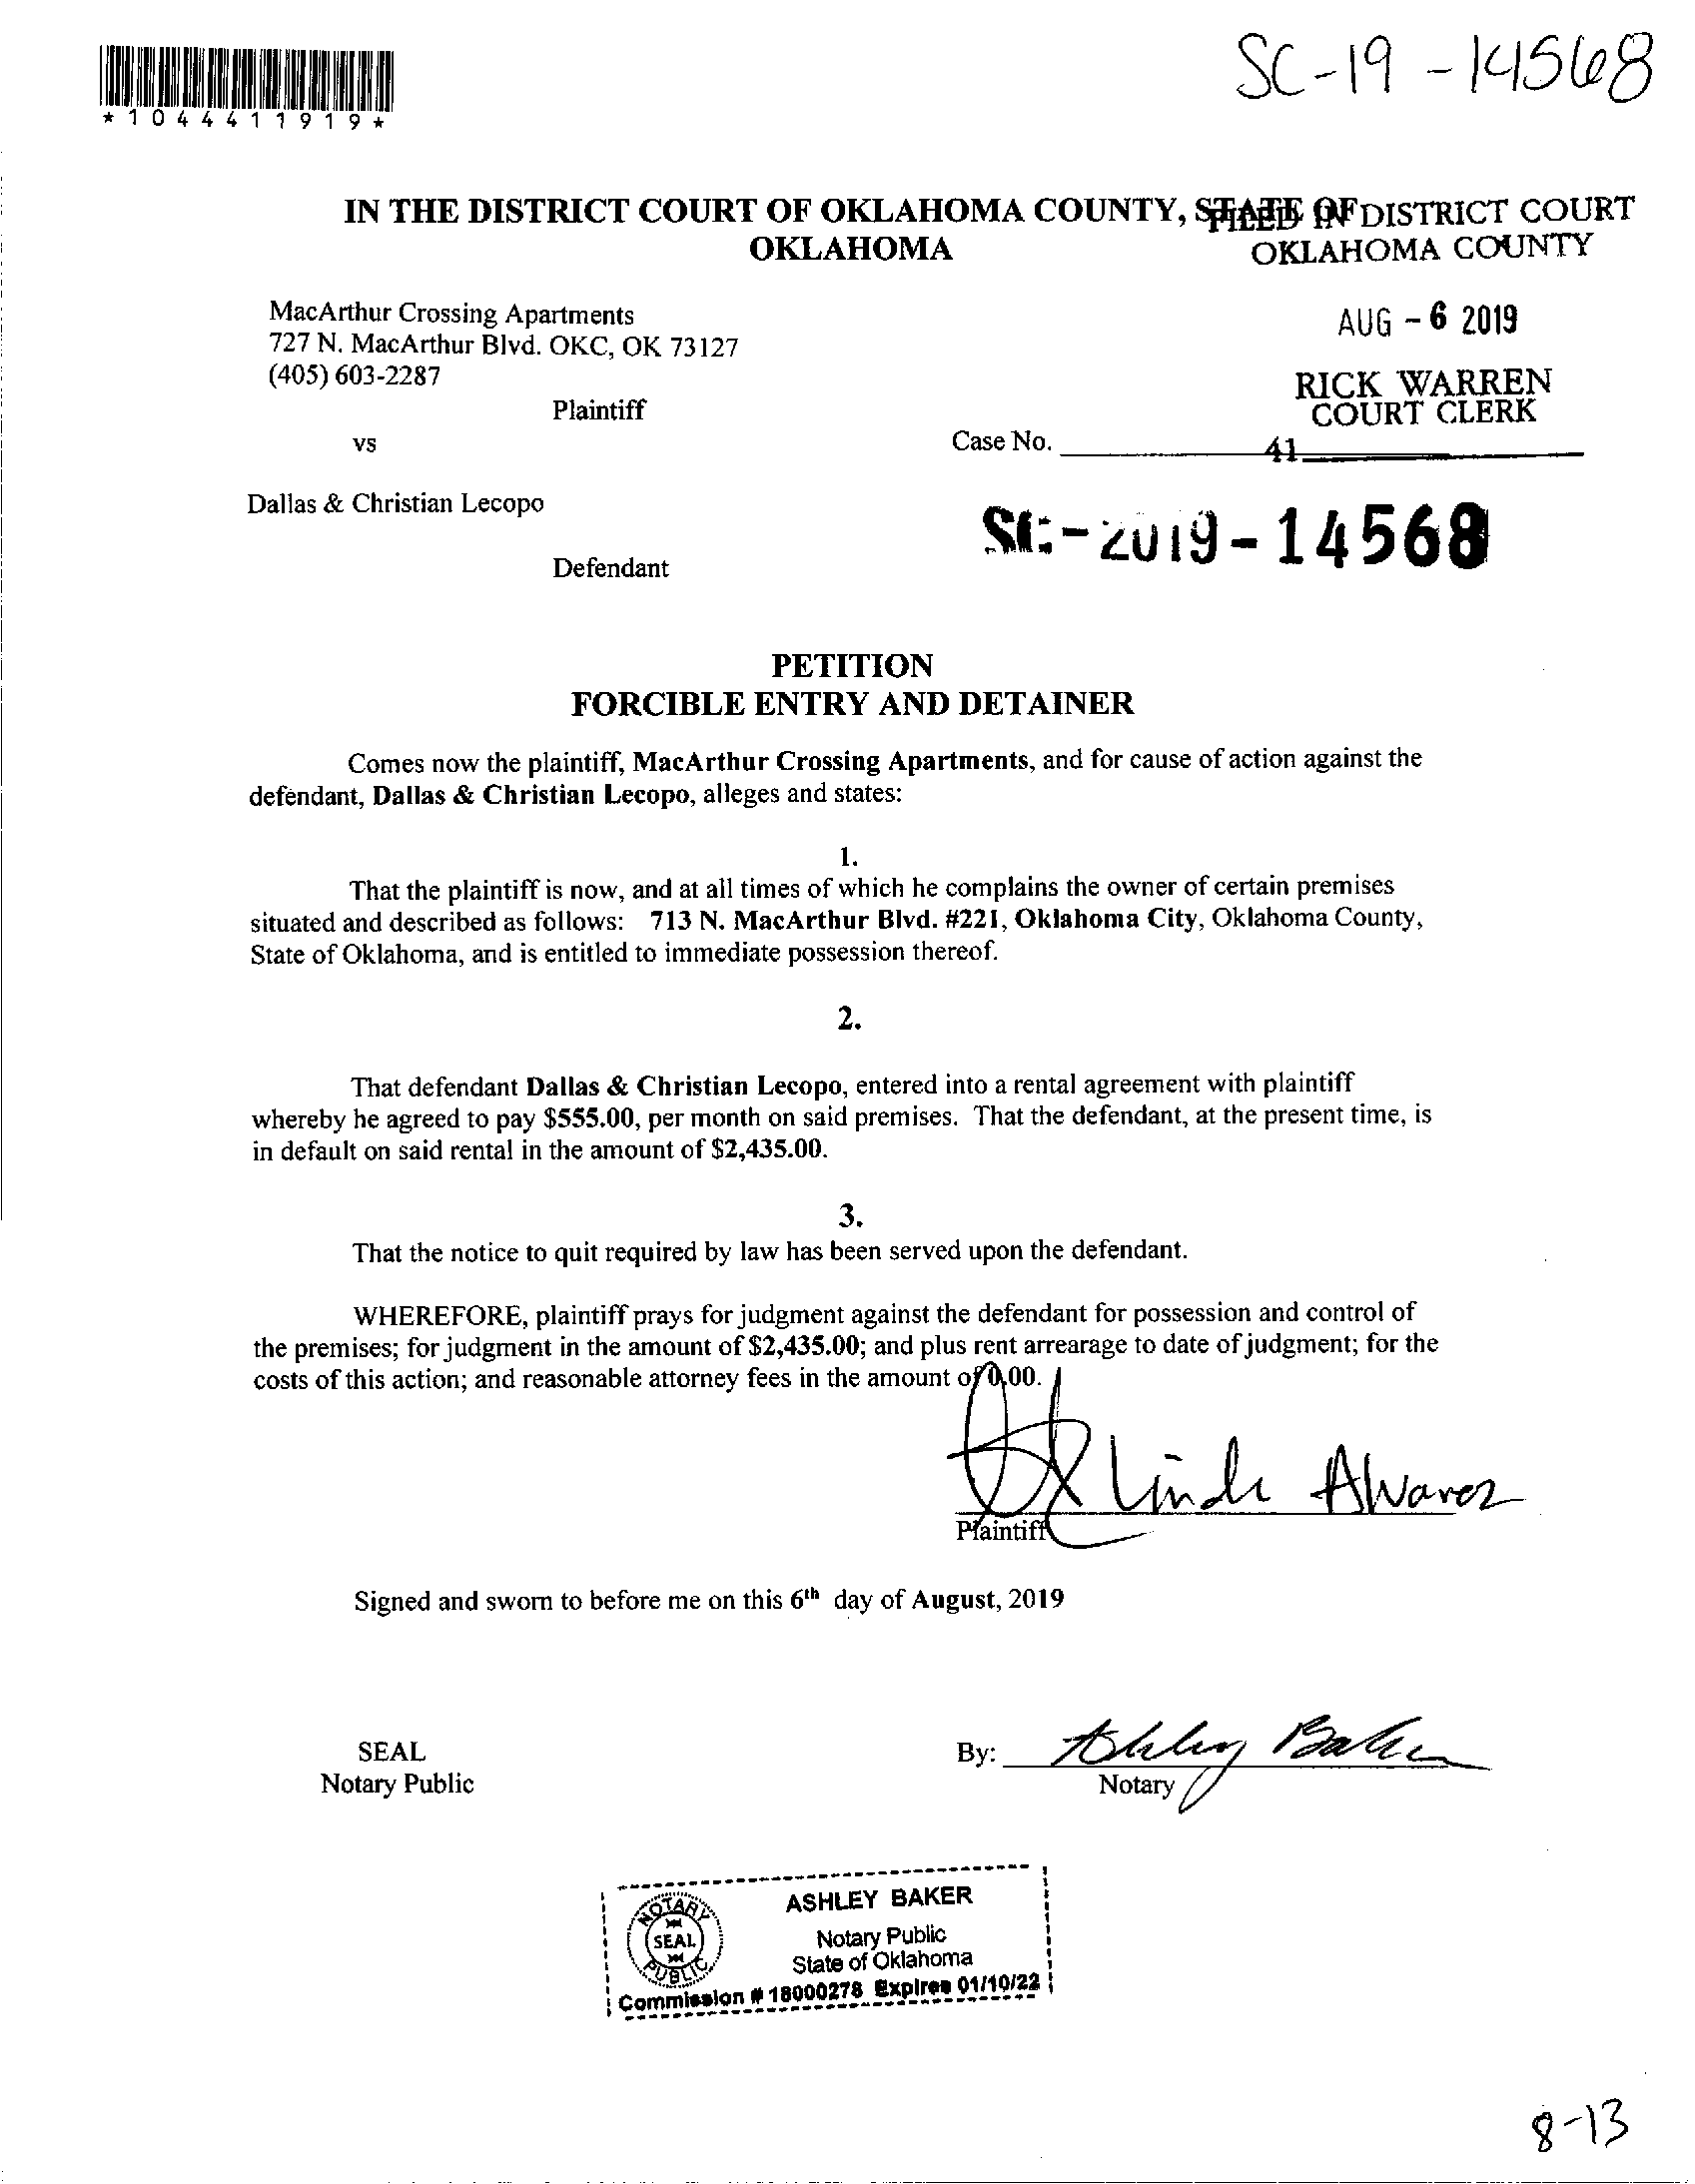 SC-19-14568
*1044411919*
IN THE DISTRICT COURT OF OKLAHOMA COUNTY, STATE OF
OKLAHOMA
FILED IN DISTRICT COURT
OKLAHOMA COUNTY
MacArthur Crossing Apartments
727 N. MacArthur Blvd. OKC, OK 73127
(405) 603-2287
AUG - 6 2019
RICK WARREN
COURT CLERK
Plaintiff
vs
Case No.
41
Dallas & Christian Lecopo
SC-2019-14568
Defendant
PETITION
FORCIBLE ENTRY AND DETAINER
Comes now the plaintiff, MacArthur Crossing Apartments, and for cause of action against the
defendant, Dallas & Christian Lecopo, alleges and states:
1.
That the plaintiff is now, and at all times of which he complains the owner of certain premises
situated and described as follows: 713 N. MacArthur Blvd. #221, Oklahoma City, Oklahoma County,
State of Oklahoma, and is entitled to immediate possession thereof.
2.
That defendant Dallas & Christian Lecopo, entered into a rental agreement with plaintiff
whereby he agreed to pay $555.00, per month on said premises. That the defendant, at the present time, is
in default on said rental in the amount of $2,435.00.
3.
That the notice to quit required by law has been served upon the defendant.
WHEREFORE, plaintiff prays for judgment against the defendant for possession and control of
the premises; for judgment in the amount of $2,435.00; and plus rent arrearage to date of judgment; for the
costs of this action; and reasonable attorney fees in the amount of 0.00.
Linda Alvarez
Plaintiff
Signed and sworn to before me on this 6th day of August, 2019
SEAL
Notary Public
By: Ashley Baker
Notary
NOTARY
SEAL
PUBLIC
ASHLEY BAKER
Notary Public
State of Oklahoma
Commission # 18000278 Expires 01/10/22
8-13